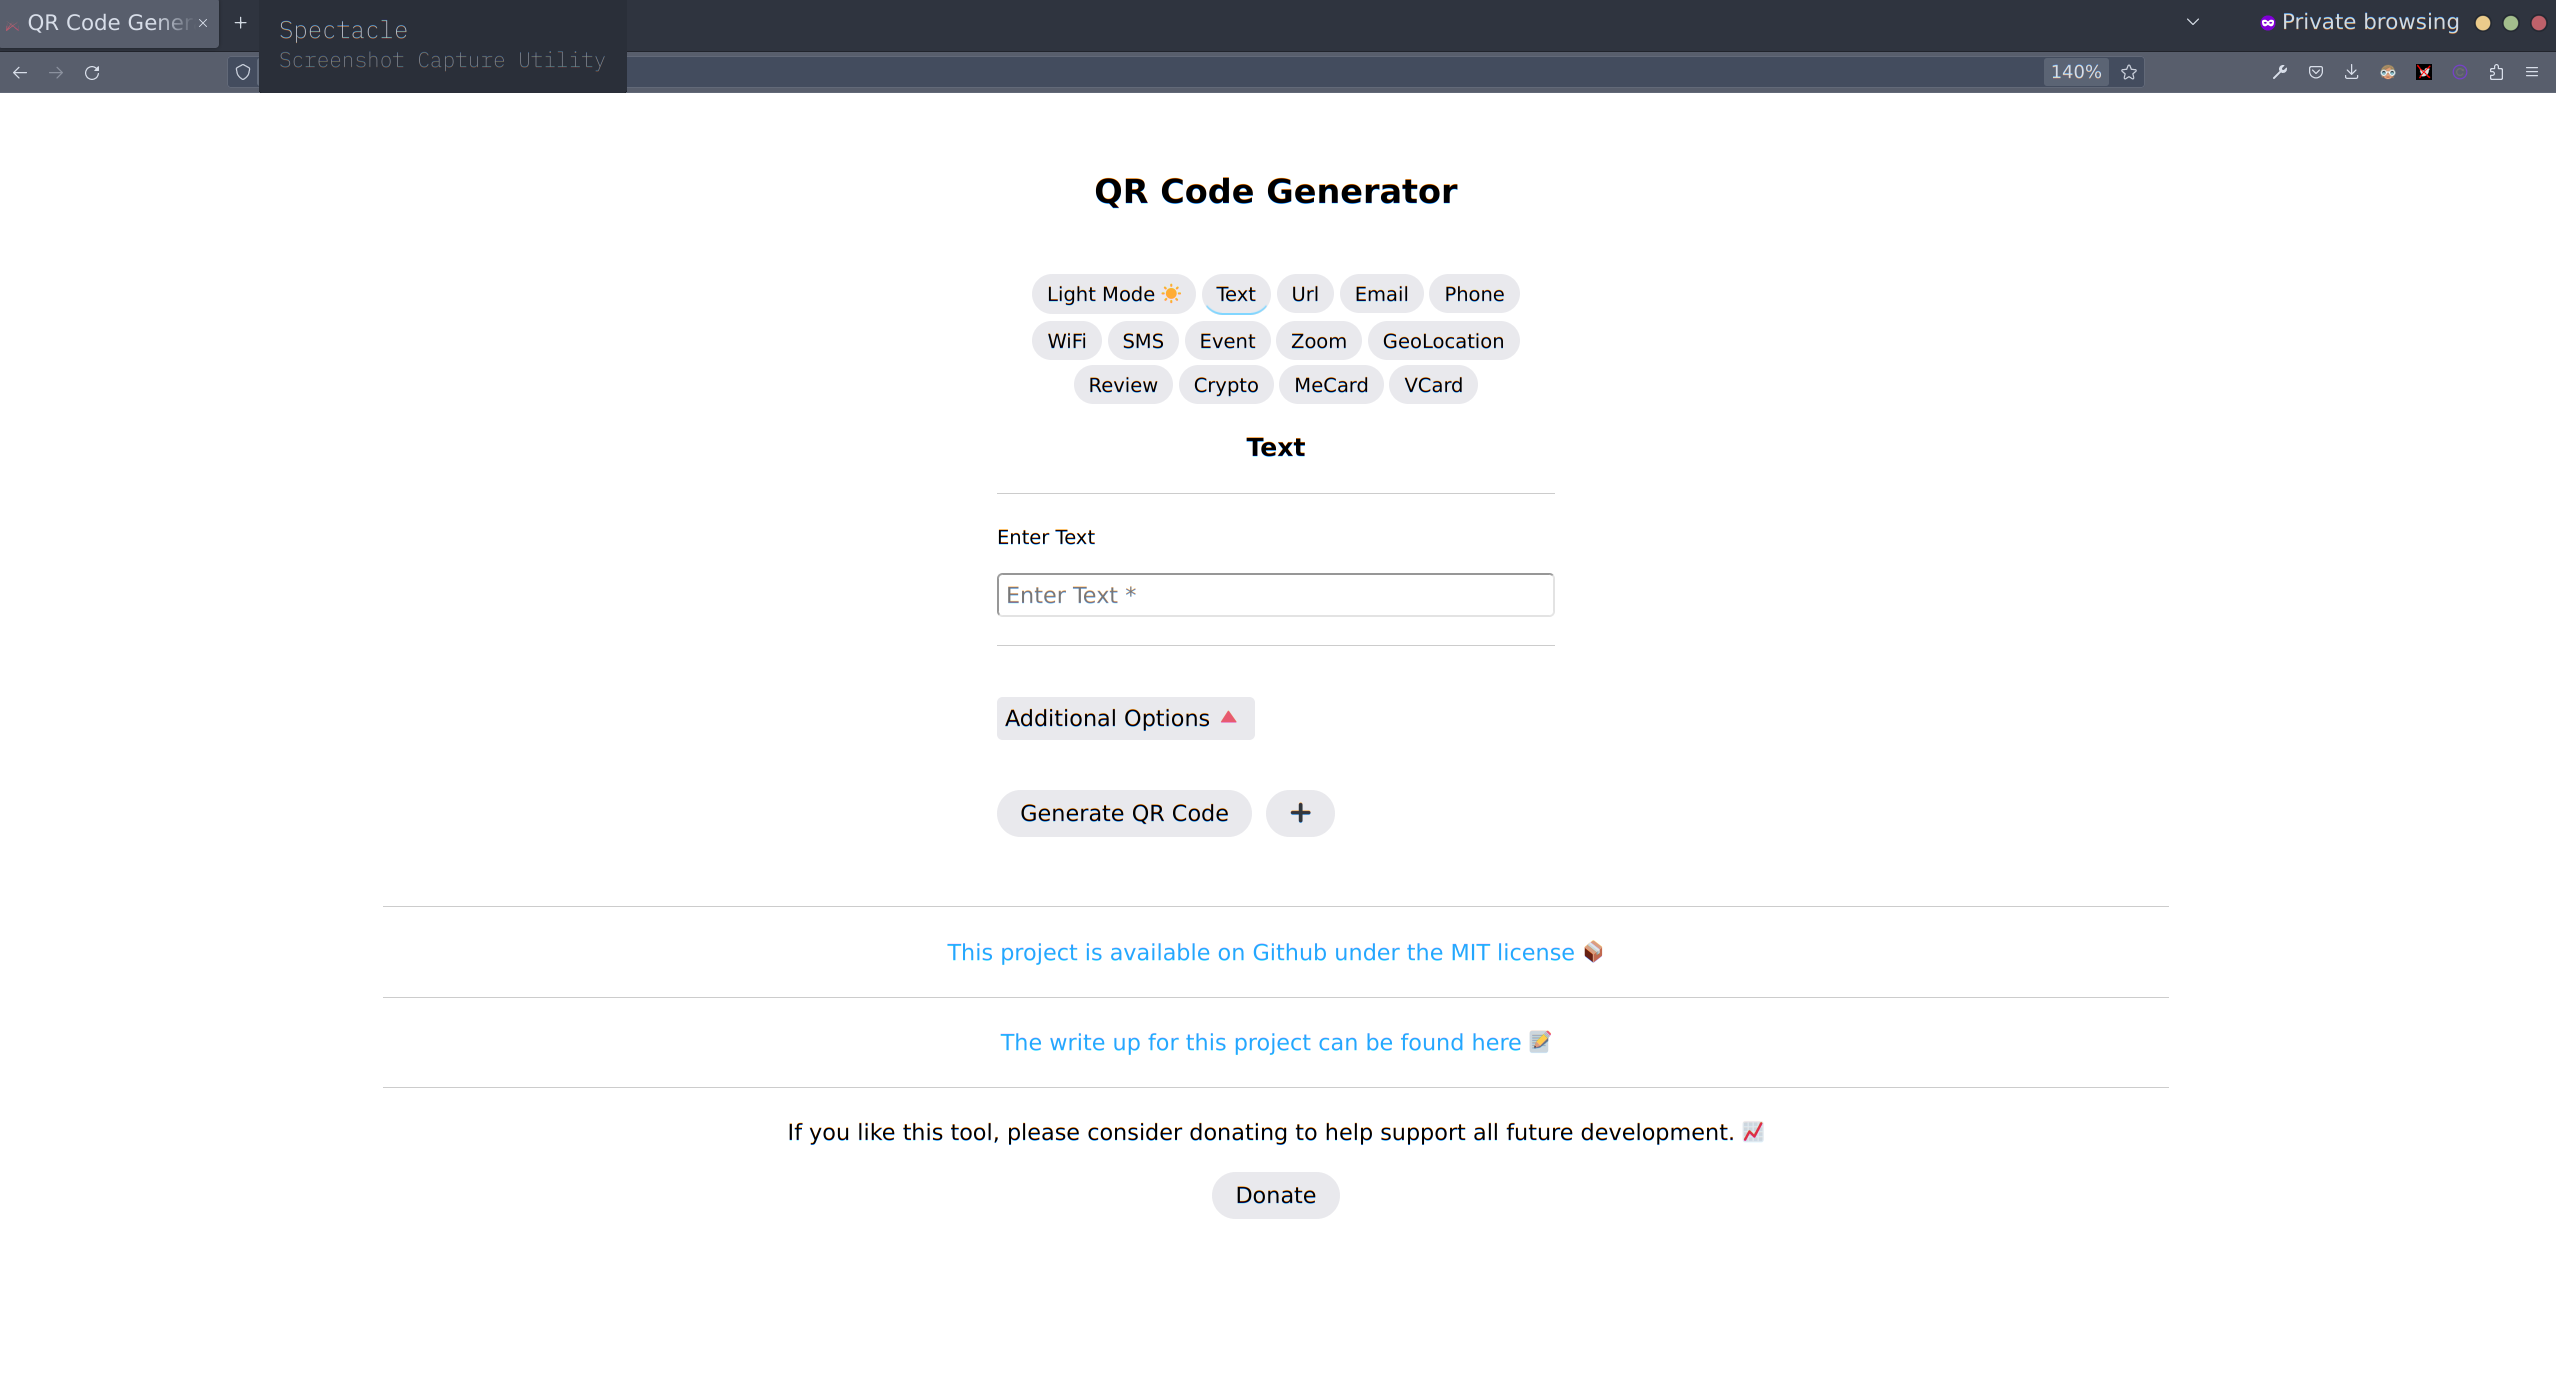 QR Code Gener
Spectacle
Screenshot Capture Utility
Private browsing
140%
QR Code Generator
Light Mode Text Url Email Phone
WiFi SMS Event Zoom GeoLocation
Review Crypto MeCard VCard
Text
Enter Text
Enter Text *
Additional Options
Generate QR Code
This project is available on Github under the MIT license
The write up for this project can be found here
If you like this tool, please consider donating to help support all future development.
Donate